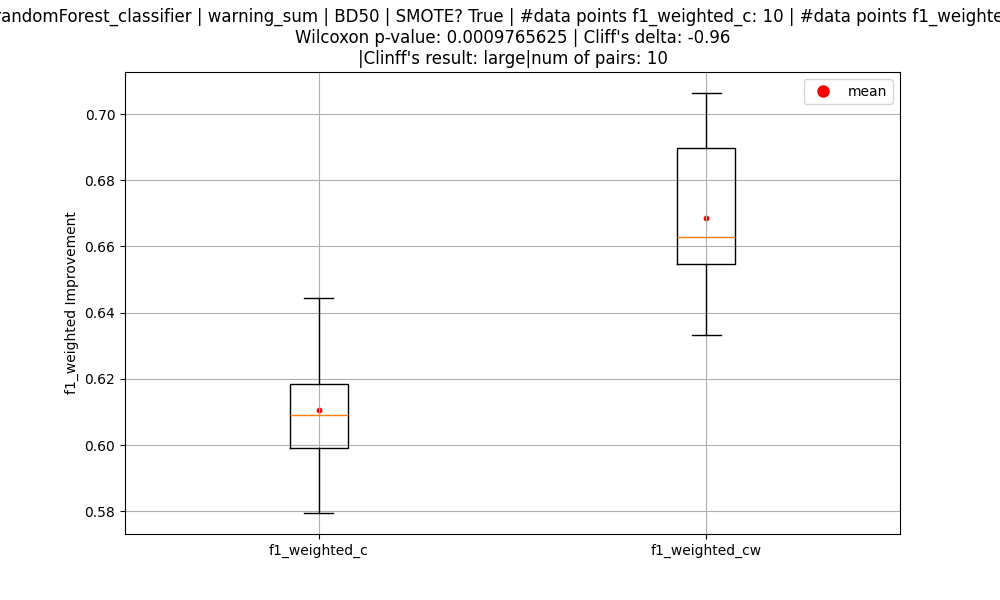 randomForest_classifier | warning_sum | BD50 | SMOTE? True | #data points f1_weighted_c: 10 | #data points f1_weighte
Wilcoxon p-value: 0.0009765625 | Cliff's delta: -0.96
|Clinff's result: large|num of pairs: 10
mean
0.70
0.68
0.66
0.64
0.62
0.60
0.58
f1_weighted Improvement
f1_weighted_c
f1_weighted_cw